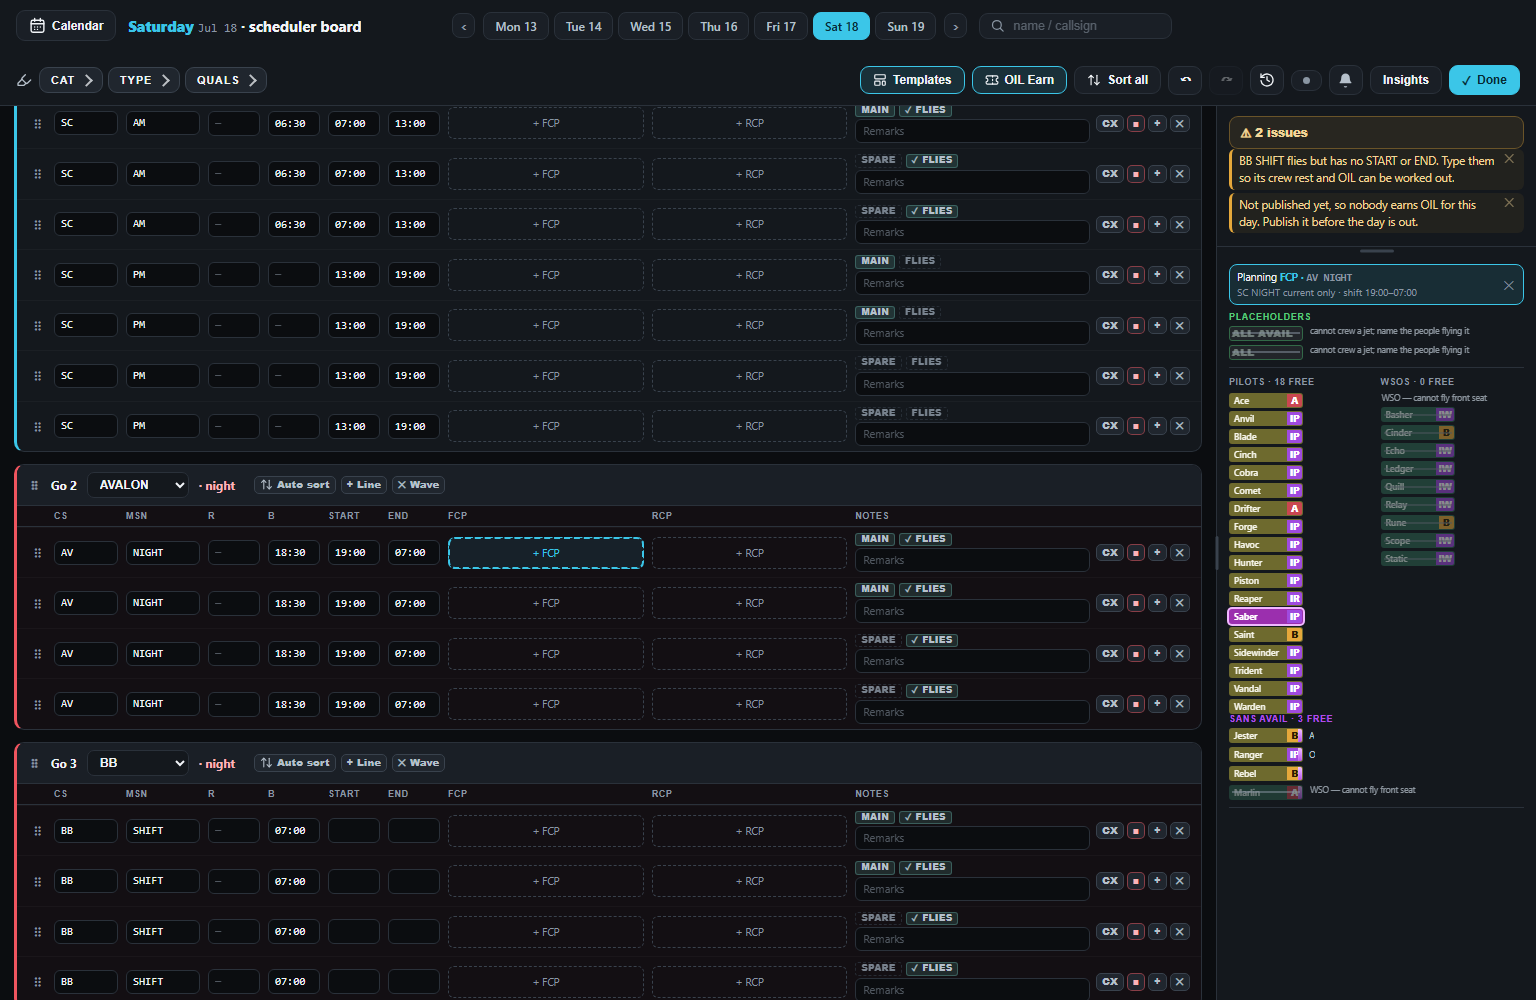 Calendar Saturday Jul 18 · scheduler board ‹ Mon 13 Tue 14 Wed 15 Thu 16 Fri 17 Sat 18 Sun 19 › name / callsign
CAT TYPE QUALS Templates OIL Earn Sort all Insights ✓ Done
SC AM – 06:30 07:00 13:00 + FCP + RCP MAIN ✓ FLIES Remarks CX ■ + ✕
SC AM – 06:30 07:00 13:00 + FCP + RCP SPARE ✓ FLIES Remarks CX ■ + ✕
SC AM – 06:30 07:00 13:00 + FCP + RCP SPARE ✓ FLIES Remarks CX ■ + ✕
SC PM – – 13:00 19:00 + FCP + RCP MAIN FLIES Remarks CX ■ + ✕
SC PM – – 13:00 19:00 + FCP + RCP MAIN FLIES Remarks CX ■ + ✕
SC PM – – 13:00 19:00 + FCP + RCP SPARE FLIES Remarks CX ■ + ✕
SC PM – – 13:00 19:00 + FCP + RCP SPARE FLIES Remarks CX ■ + ✕
Go 2 AVALON · night Auto sort + Line ✕ Wave
CS MSN R B START END FCP RCP NOTES
AV NIGHT – 18:30 19:00 07:00 + FCP + RCP MAIN ✓ FLIES Remarks CX ■ + ✕
AV NIGHT – 18:30 19:00 07:00 + FCP + RCP MAIN ✓ FLIES Remarks CX ■ + ✕
AV NIGHT – 18:30 19:00 07:00 + FCP + RCP SPARE ✓ FLIES Remarks CX ■ + ✕
AV NIGHT – 18:30 19:00 07:00 + FCP + RCP SPARE ✓ FLIES Remarks CX ■ + ✕
Go 3 BB · night Auto sort + Line ✕ Wave
CS MSN R B START END FCP RCP NOTES
BB SHIFT – 07:00 + FCP + RCP MAIN ✓ FLIES Remarks CX ■ + ✕
BB SHIFT – 07:00 + FCP + RCP MAIN ✓ FLIES Remarks CX ■ + ✕
BB SHIFT – 07:00 + FCP + RCP SPARE ✓ FLIES Remarks CX ■ + ✕
BB SHIFT – 07:00 + FCP + RCP SPARE ✓ FLIES Remarks CX ■ + ✕
⚠ 2 issues
BB SHIFT flies but has no START or END. Type them
so its crew rest and OIL can be worked out.
Not published yet, so nobody earns OIL for this
day. Publish it before the day is out.
Planning FCP · AV NIGHT
SC NIGHT current only · shift 19:00–07:00
PLACEHOLDERS
ALL AVAIL cannot crew a jet; name the people flying it
ALL cannot crew a jet; name the people flying it
PILOTS · 18 FREE
Ace A
Anvil IP
Blade IP
Cinch IP
Cobra IP
Comet IP
Drifter A
Forge IP
Havoc IP
Hunter IP
Piston IP
Reaper IR
Saber IP
Saint B
Sidewinder IP
Trident IP
Vandal IP
Warden IP
WSOS · 0 FREE
WSO — cannot fly front seat
Basher IW
Cinder B
Echo IW
Ledger IW
Quill IW
Relay IW
Rune B
Scope IW
Static IW
SANS AVAIL · 3 FREE
Jester B A
Ranger IP O
Rebel B
Marlin A WSO — cannot fly front seat